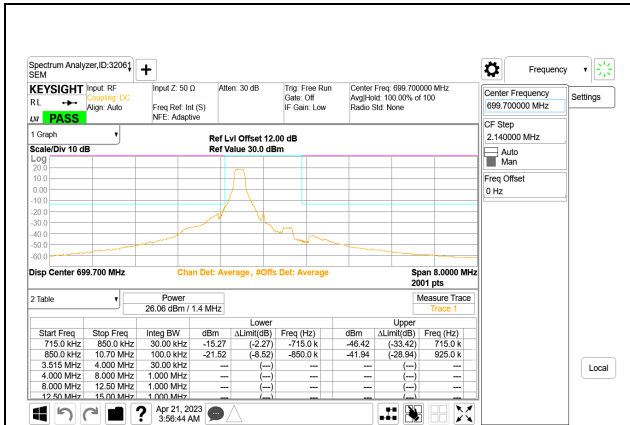 Spectrum Analyzer,ID:32061
SEM
Frequency
KEYSIGHT
Input: RF
Input Z: 50 Ω
Atten: 30 dB
Trig: Free Run
Center Freq: 699.700000 MHz
R L
Coupling: DC
Gate: Off
Avg|Hold: 100.00% of 100
Align: Auto
Freq Ref: Int (S)
IF Gain: Low
Radio Std: None
LXI
PASS
NFE: Adaptive
Center Frequency
699.700000 MHz
Settings
CF Step
2.140000 MHz
Auto
Man
Freq Offset
0 Hz
Local
1 Graph
Ref Lvl Offset 12.00 dB
Scale/Div 10 dB
Ref Value 30.0 dBm
Log
20.0
10.0
0.00
-10.0
-20.0
-30.0
-40.0
-50.0
-60.0
Disp Center 699.700 MHz
Chan Det: Average , #Offs Det: Average
Span 8.0000 MHz
2001 pts
2 Table
Power
Measure Trace
26.06 dBm / 1.4 MHz
Trace 1
Lower Upper
Start Freq Stop Freq Integ BW dBm ΔLimit(dB) Freq (Hz) dBm ΔLimit(dB) Freq (Hz)
715.0 kHz 850.0 kHz 30.00 kHz -15.27 (-2.27) -715.0 k -46.42 (-33.42) 715.0 k
850.0 kHz 10.70 MHz 100.0 kHz -21.52 (-8.52) -850.0 k -41.94 (-28.94) 925.0 k
3.515 MHz 4.000 MHz 30.00 kHz --- (---) --- --- (---) ---
4.000 MHz 8.000 MHz 1.000 MHz --- (---) --- --- (---) ---
8.000 MHz 12.50 MHz 1.000 MHz --- (---) --- --- (---) ---
12.50 MHz 15.00 MHz 1.000 MHz --- (---) --- --- (---) ---
? Apr 21, 2023
3:56:44 AM